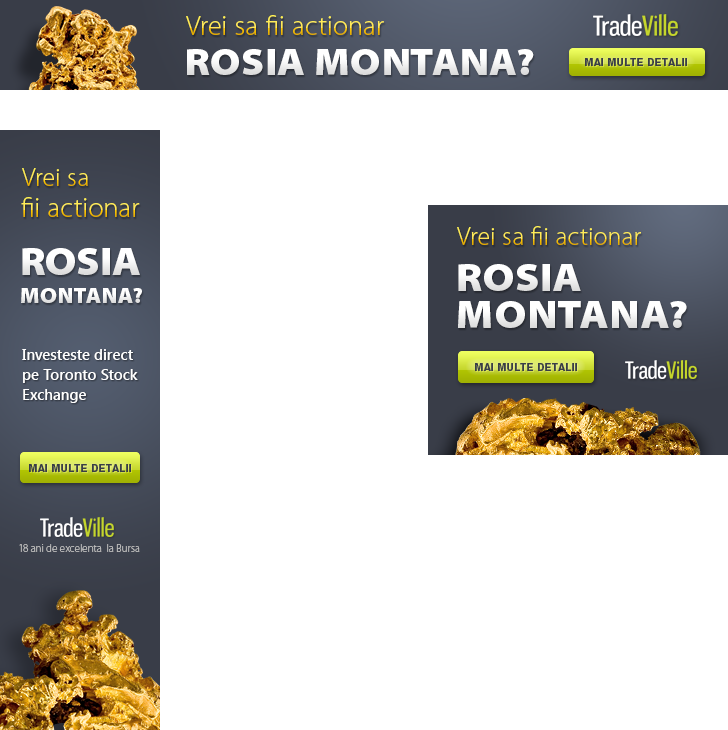 Vrei sa fii actionar
ROSIA MONTANA?
TradeVille
MAI MULTE DETALII
Vrei sa
fii actionar
ROSIA
MONTANA?
Investeste direct
pe Toronto Stock
Exchange
MAI MULTE DETALII
TradeVille
18 ani de excelenta la Bursa
Vrei sa fii actionar
ROSIA
MONTANA?
MAI MULTE DETALII
TradeVille